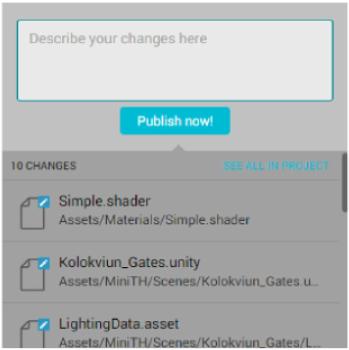 Describe your changes here
Publish now!
10 CHANGES
SEE ALL IN PROJECT
Simple.shader
Assets/Materials/Simple.shader
Kolokviun_Gates.unity
Assets/MiniTH/Scenes/Kolokviun_Gates.u...
LightingData.asset
Assets/MiniTH/Scenes/Kolokviun_Gates/L...